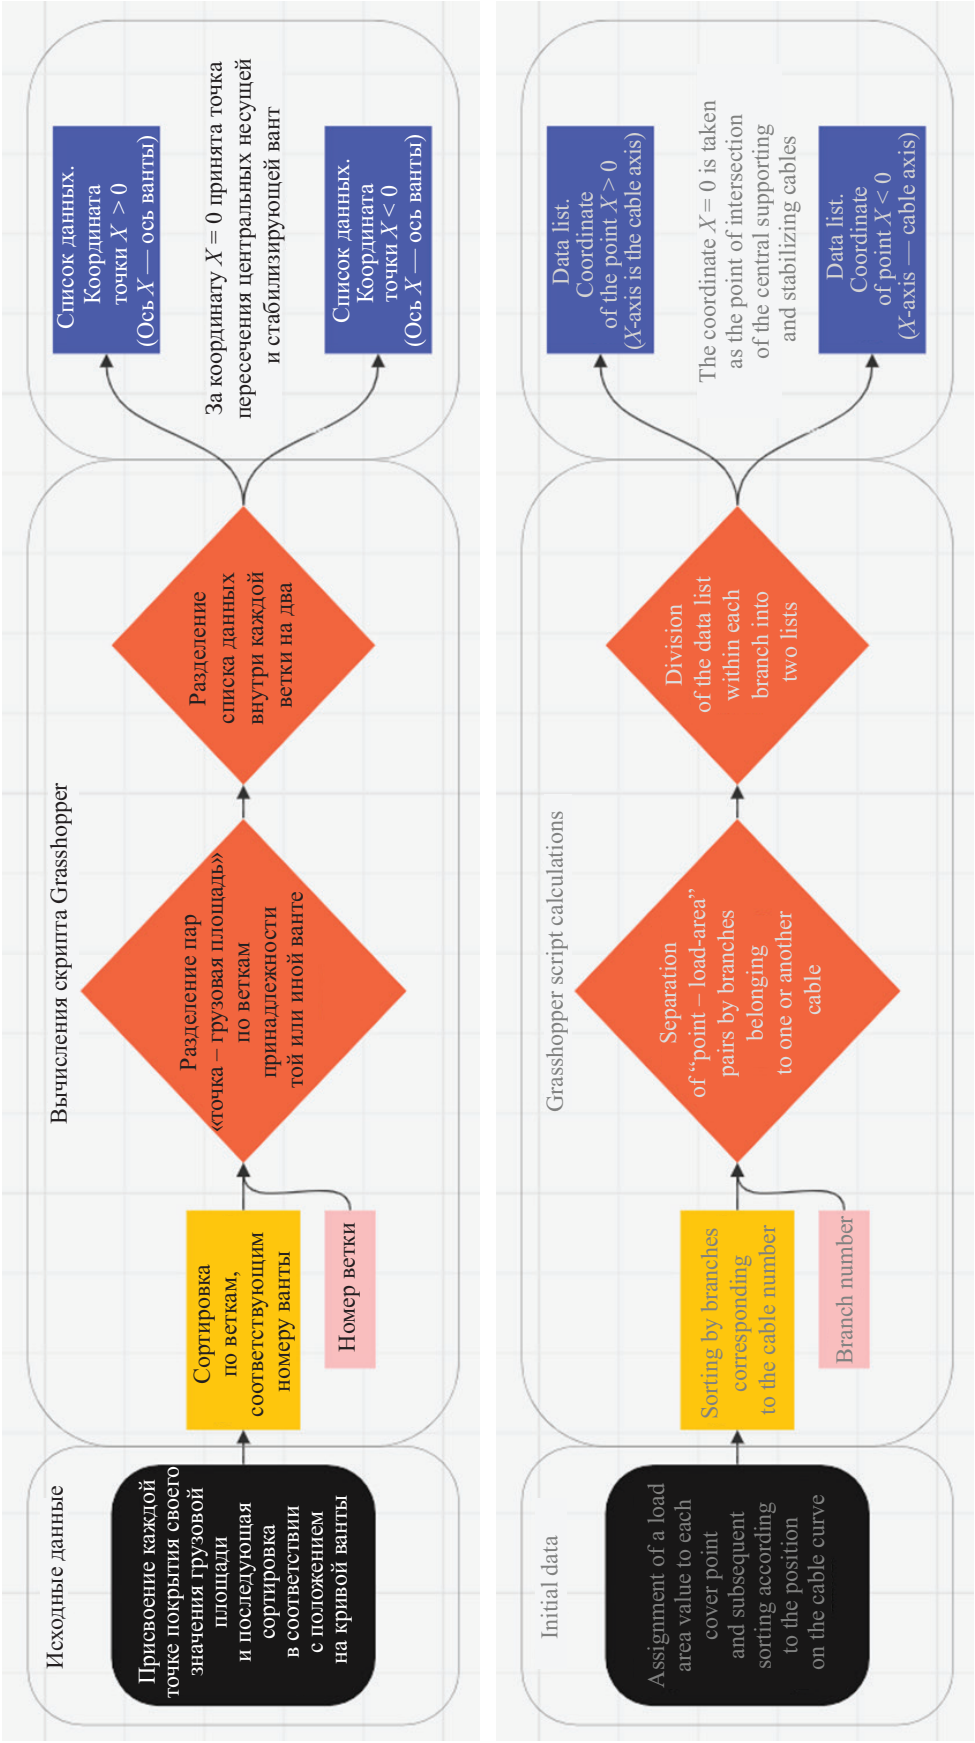 Исходные данные
Присвоение каждой
точке покрытия своего
значения грузовой
площади
и последующая
сортировка
в соответствии
с положением
на кривой ванты
Вычисления скрипта Grasshopper
Сортировка
по веткам,
соответствующим
номеру ванты
Номер ветки
Разделение пар
«точка – грузовая площадь»
по веткам
принадлежности
той или иной ванте
Разделение
списка данных
внутри каждой
ветки на два
Список данных.
Координата
точки X > 0
(Ось X — ось ванты)
За координату X = 0 принята точка
пересечения центральных несущей
и стабилизирующей вант
Список данных.
Координата
точки X < 0
(Ось X — ось ванты)
Initial data
Assignment of a load
area value to each
cover point
and subsequent
sorting according
to the position
on the cable curve
Grasshopper script calculations
Sorting by branches
corresponding
to the cable number
Branch number
Separation
of “point – load-area”
pairs by branches
belonging
to one or another
cable
Division
of the data list
within each
branch into
two lists
Data list.
Coordinate
of the point X > 0
(X-axis is the cable axis)
The coordinate X = 0 is taken
as the point of intersection
of the central supporting
and stabilizing cables
Data list.
Coordinate
of point X < 0
(X-axis — cable axis)